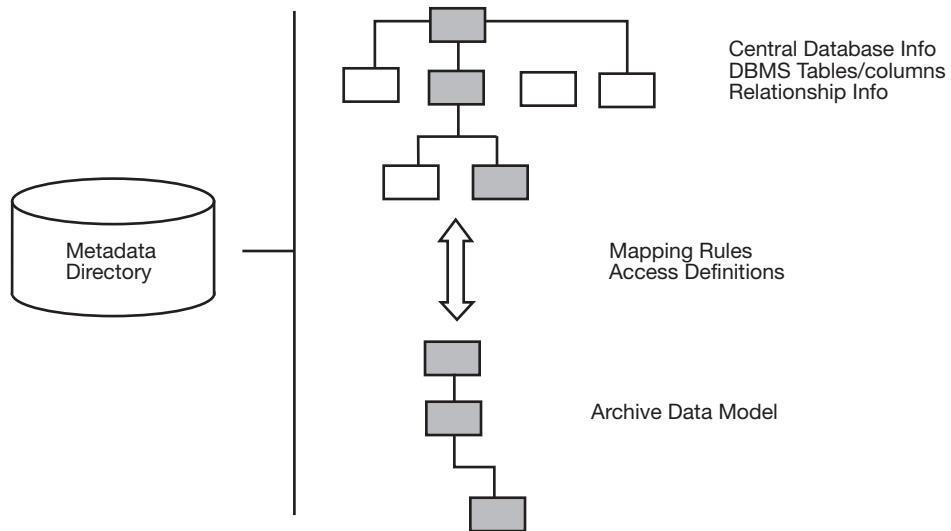 Central Database Info
DBMS Tables/columns
Relationship Info
Metadata
Directory
Mapping Rules
Access Definitions
Archive Data Model